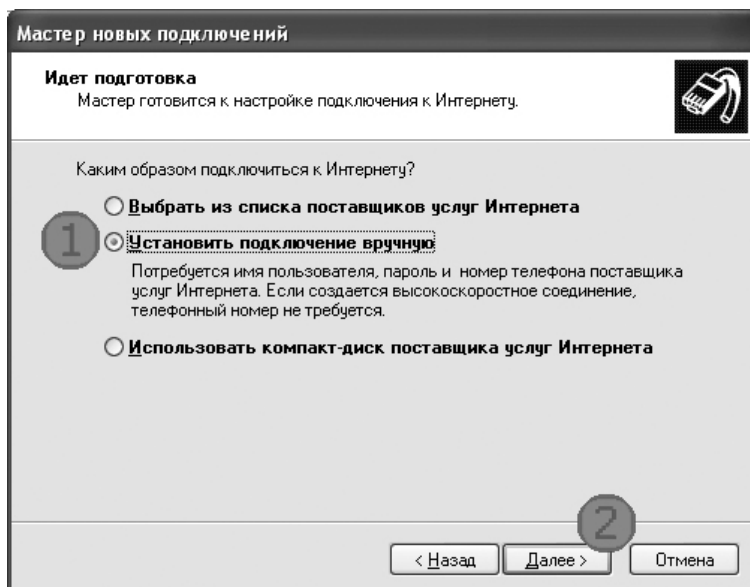 Мастер новых подключений
Идет подготовка
Мастер готовится к настройке подключения к Интернету.
Каким образом подключиться к Интернету?
Выбрать из списка поставщиков услуг Интернета
1
Установить подключение вручную
Потребуется имя пользователя, пароль и номер телефона поставщика
услуг Интернета. Если создается высокоскоростное соединение,
телефонный номер не требуется.
Использовать компакт-диск поставщика услуг Интернета
2
< Назад
Далее >
Отмена